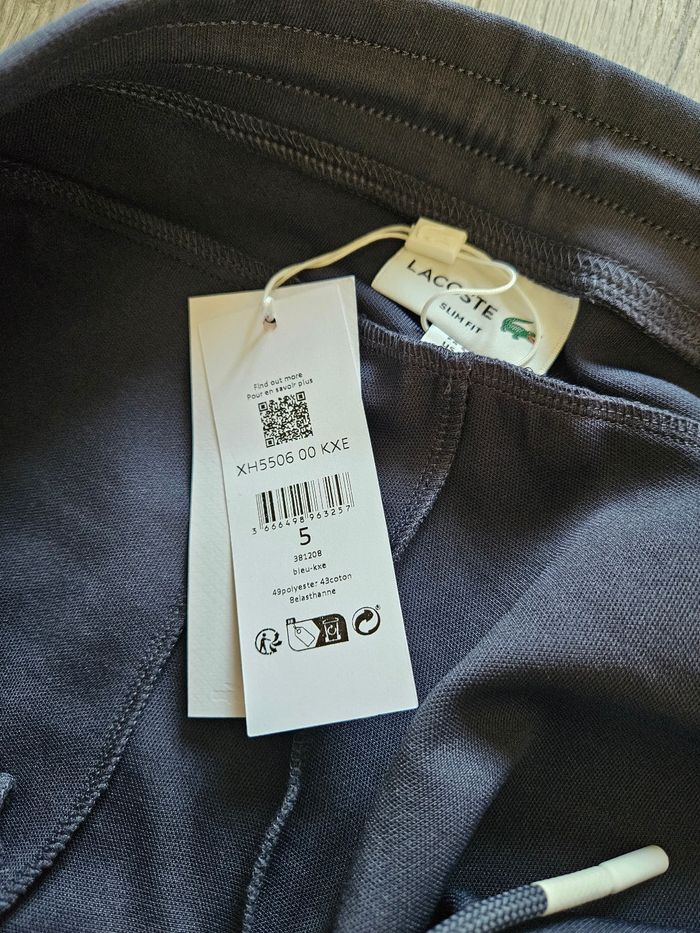 LACOSTE
SLIM FIT
US
Find out more
Pour en savoir plus
XH5506 00 KXE
3 666498 963257
5
381208
bleu-kxe
49polyester 43coton
8elasthanne